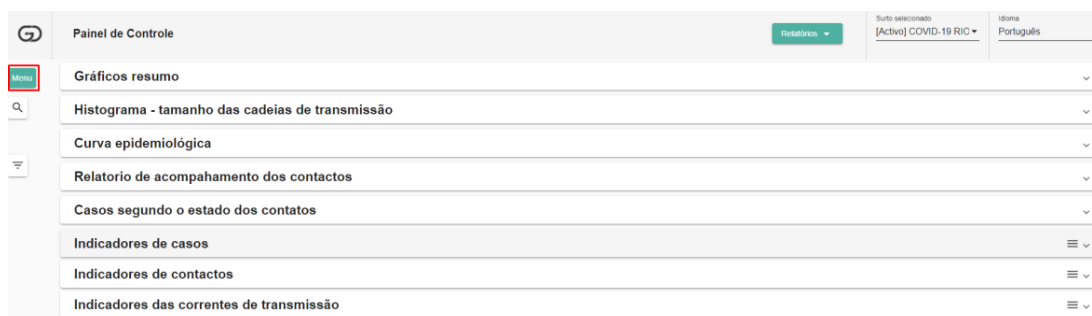 Surto selecionado
Idioma
GD
Painel de Controle
Relatórios
[Activo] COVID-19 RIC
Português
Menu
Gráficos resumo
Histograma - tamanho das cadeias de transmissão
Curva epidemiológica
Relatorio de acompahamento dos contactos
Casos segundo o estado dos contatos
Indicadores de casos
Indicadores de contactos
Indicadores das correntes de transmissão